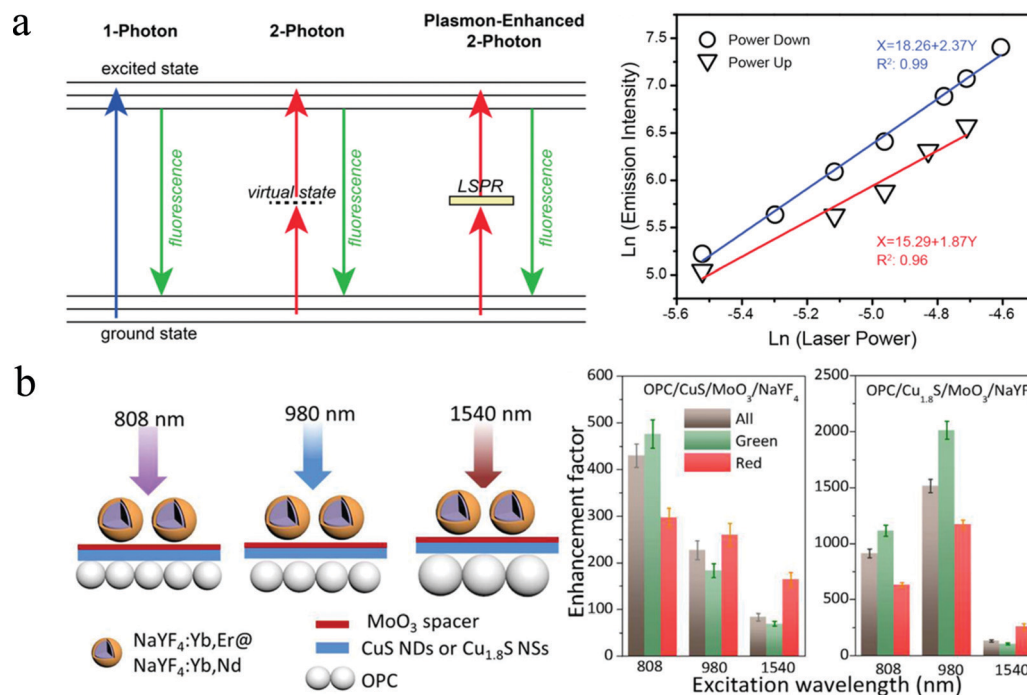 a
1-Photon
2-Photon
Plasmon-Enhanced
2-Photon
excited state
fluorescence
virtual state
fluorescence
LSPR
fluorescence
ground state
Ln (Emission Intensity)
7.5
7.0
6.5
6.0
5.5
5.0
Power Down
Power Up
X=18.26+2.37Y
R²: 0.99
X=15.29+1.87Y
R²: 0.96
-5.6 -5.4 -5.2 -5.0 -4.8 -4.6
Ln (Laser Power)
b
808 nm
980 nm
1540 nm
NaYF₄:Yb,Er@
NaYF₄:Yb,Nd
MoO₃ spacer
CuS NDs or Cu₁.₈S NSs
OPC
Enhancement factor
600
500
400
300
200
100
OPC/CuS/MoO₃/NaYF₄
All
Green
Red
808 980 1540
2500
2000
1500
1000
500
0
OPC/Cu₁.₈S/MoO₃/NaYF
808 980 1540
Excitation wavelength (nm)